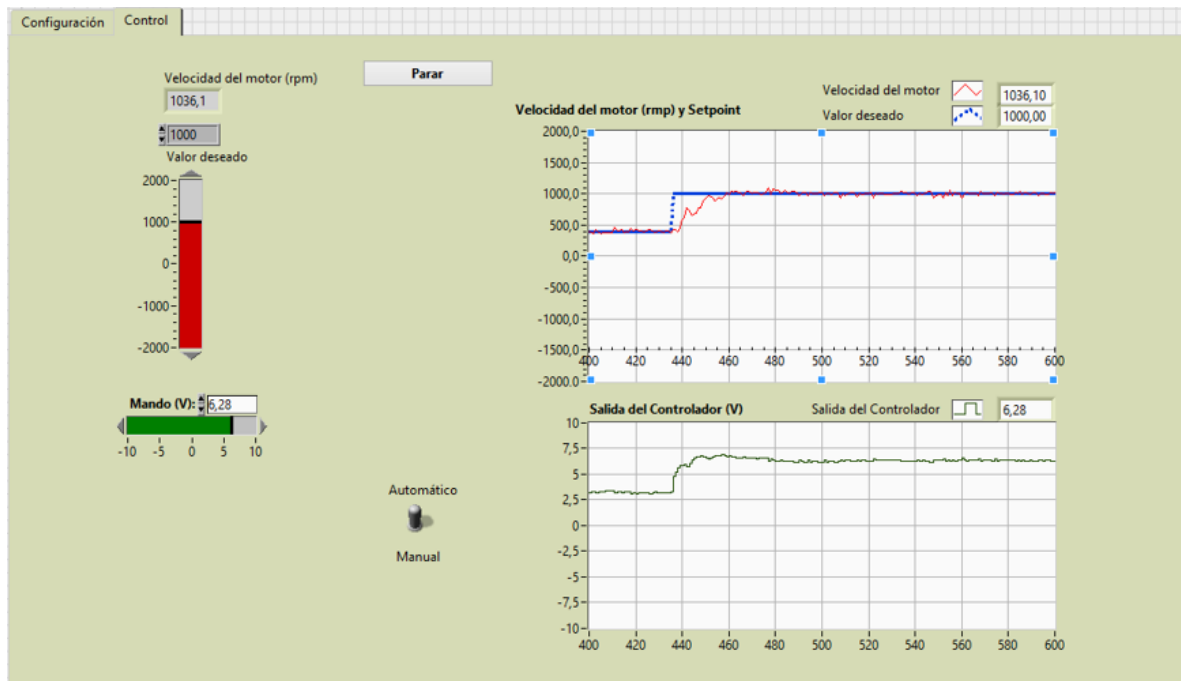 Configuración Control
Velocidad del motor (rpm)
1036,1
1000
Valor deseado
2000
1000
0
-1000
-2000
Mando (V): 6,28
-10 -5 0 5 10
Parar
Automático
Manual
Velocidad del motor (rmp) y Setpoint
Velocidad del motor 1036,10
Valor deseado 1000,00
2000,0
1500,0
1000,0
500,0
0,0
-500,0
-1000,0
-1500,0
-2000,0
400 420 440 460 480 500 520 540 560 580 600
Salida del Controlador (V)
Salida del Controlador 6,28
10
7,5
5
2,5
0
-2,5
-5
-7,5
-10
400 420 440 460 480 500 520 540 560 580 600